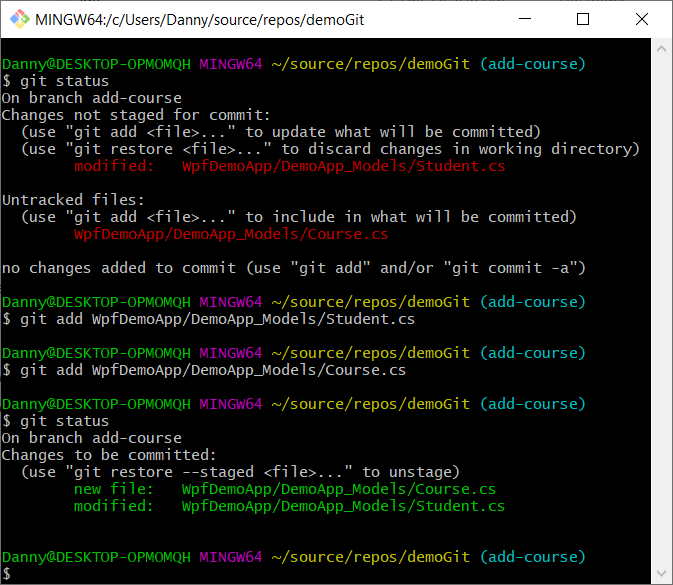 MINGW64:/c/Users/Danny/source/repos/demoGit
Danny@DESKTOP-OPMOMQH MINGW64 ~/source/repos/demoGit (add-course)
$ git status
On branch add-course
Changes not staged for commit:
  (use "git add <file>..." to update what will be committed)
  (use "git restore <file>..." to discard changes in working directory)
        modified:   WpfDemoApp/DemoApp_Models/Student.cs
Untracked files:
  (use "git add <file>..." to include in what will be committed)
        WpfDemoApp/DemoApp_Models/Course.cs
no changes added to commit (use "git add" and/or "git commit -a")
Danny@DESKTOP-OPMOMQH MINGW64 ~/source/repos/demoGit (add-course)
$ git add WpfDemoApp/DemoApp_Models/Student.cs
Danny@DESKTOP-OPMOMQH MINGW64 ~/source/repos/demoGit (add-course)
$ git add WpfDemoApp/DemoApp_Models/Course.cs
Danny@DESKTOP-OPMOMQH MINGW64 ~/source/repos/demoGit (add-course)
$ git status
On branch add-course
Changes to be committed:
  (use "git restore --staged <file>..." to unstage)
        new file:   WpfDemoApp/DemoApp_Models/Course.cs
        modified:   WpfDemoApp/DemoApp_Models/Student.cs
Danny@DESKTOP-OPMOMQH MINGW64 ~/source/repos/demoGit (add-course)
$